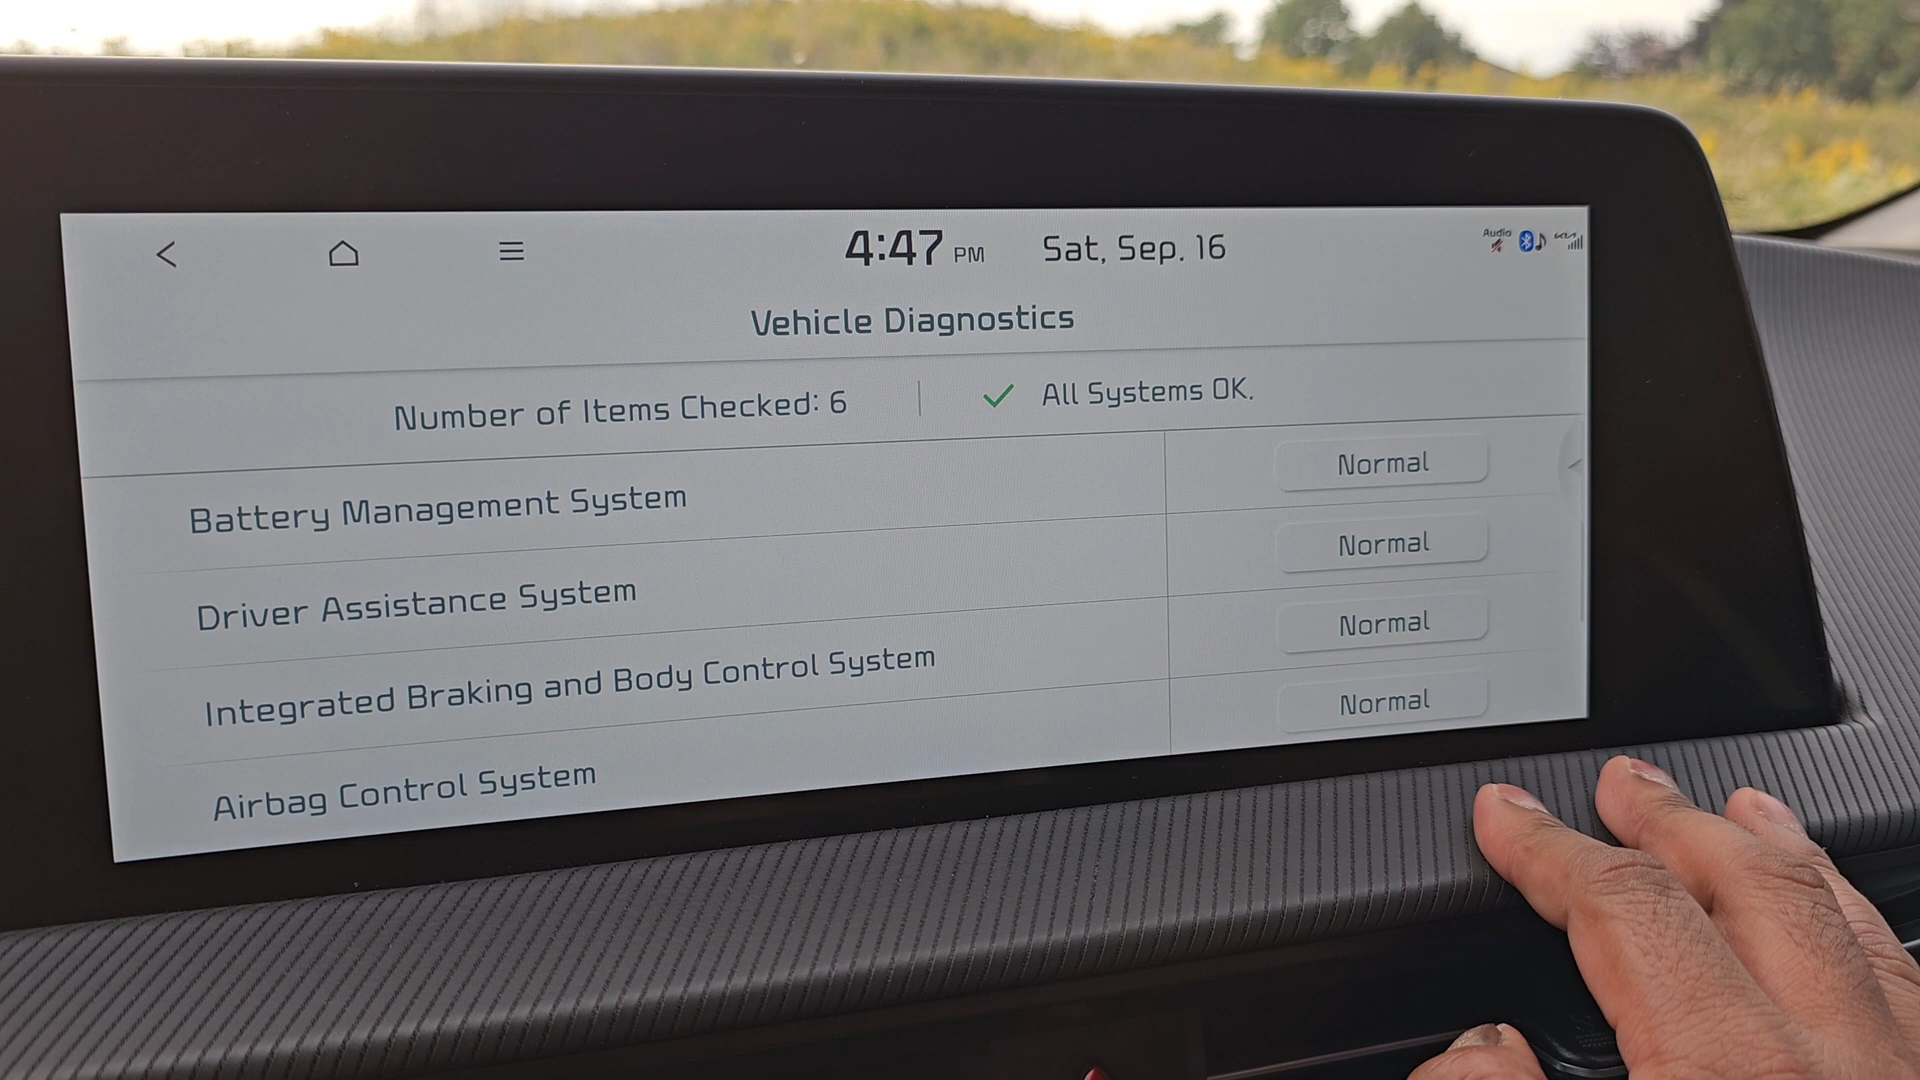 4:47 PM Sat, Sep. 16
Audio
Vehicle Diagnostics
Number of Items Checked: 6
All Systems OK.
Battery Management System Normal
Driver Assistance System Normal
Integrated Braking and Body Control System Normal
Airbag Control System Normal